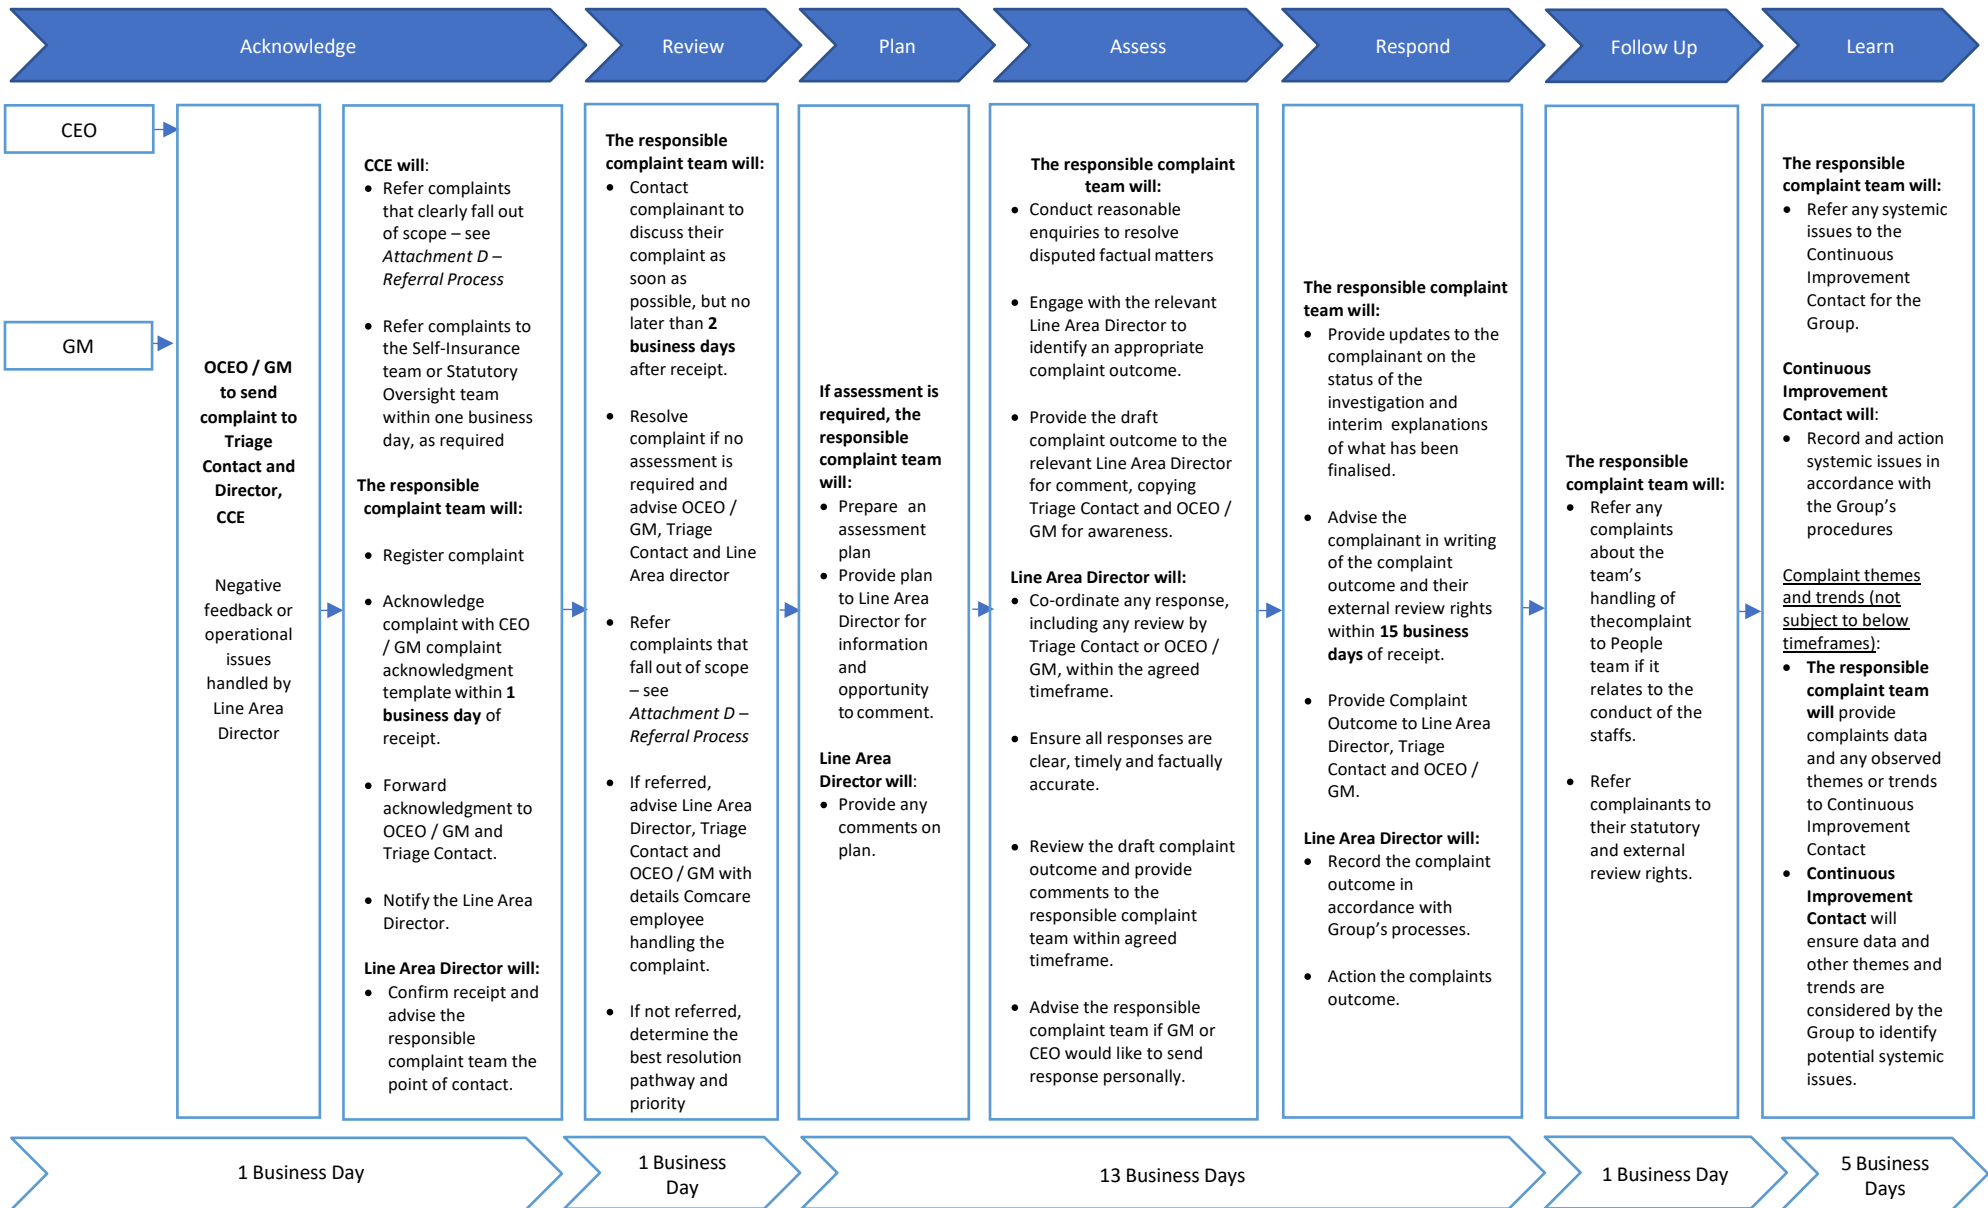 Acknowledge
Review
Plan
Assess
Respond
Follow Up
Learn
CEO
GM
OCEO / GM
to send
complaint to
Triage
Contact and
Director,
CCE
Negative
feedback or
operational
issues
handled by
Line Area
Director
CCE will:
• Refer complaints
that clearly fall out
of scope – see
Attachment D –
Referral Process
• Refer complaints to
the Self-Insurance
team or Statutory
Oversight team
within one business
day, as required
The responsible
complaint team will:
• Register complaint
• Acknowledge
complaint with CEO
/ GM complaint
acknowledgment
template within 1
business day of
receipt.
• Forward
acknowledgment to
OCEO / GM and
Triage Contact.
• Notify the Line Area
Director.
Line Area Director will:
• Confirm receipt and
advise the
responsible
complaint team the
point of contact.
The responsible
complaint team will:
• Contact
complainant to
discuss their
complaint as
soon as
possible, but no
later than 2
business days
after receipt.
• Resolve
complaint if no
assessment is
required and
advise OCEO /
GM, Triage
Contact and Line
Area director
• Refer
complaints that
fall out of scope
– see
Attachment D –
Referral Process
• If referred,
advise Line Area
Director, Triage
Contact and
OCEO / GM with
details Comcare
employee
handling the
complaint.
• If not referred,
determine the
best resolution
pathway and
priority
If assessment is
required, the
responsible
complaint team
will:
• Prepare an
assessment
plan
• Provide plan
to Line Area
Director for
information
and
opportunity
to comment.
Line Area
Director will:
• Provide any
comments on
plan.
The responsible complaint
team will:
• Conduct reasonable
enquiries to resolve
disputed factual matters
• Engage with the relevant
Line Area Director to
identify an appropriate
complaint outcome.
• Provide the draft
complaint outcome to the
relevant Line Area Director
for comment, copying
Triage Contact and OCEO /
GM for awareness.
Line Area Director will:
• Co-ordinate any response,
including any review by
Triage Contact or OCEO /
GM, within the agreed
timeframe.
• Ensure all responses are
clear, timely and factually
accurate.
• Review the draft complaint
outcome and provide
comments to the
responsible complaint
team within agreed
timeframe.
• Advise the responsible
complaint team if GM or
CEO would like to send
response personally.
The responsible complaint
team will:
• Provide updates to the
complainant on the
status of the
investigation and
interim explanations
of what has been
finalised.
• Advise the
complainant in writing
of the complaint
outcome and their
external review rights
within 15 business
days of receipt.
• Provide Complaint
Outcome to Line Area
Director, Triage
Contact and OCEO /
GM.
Line Area Director will:
• Record the complaint
outcome in
accordance with
Group's processes.
• Action the complaints
outcome.
The responsible
complaint team will:
• Refer any
complaints
about the
team's
handling of
thecomplaint
to People
team if it
relates to the
conduct of the
staffs.
• Refer
complainants to
their statutory
and external
review rights.
The responsible
complaint team will:
• Refer any systemic
issues to the
Continuous
Improvement
Contact for the
Group.
Continuous
Improvement
Contact will:
• Record and action
systemic issues in
accordance with
the Group's
procedures
Complaint themes
and trends (not
subject to below
timeframes):
• The responsible
complaint team
will provide
complaints data
and any observed
themes or trends
to Continuous
Improvement
Contact
• Continuous
Improvement
Contact will
ensure data and
other themes and
trends are
considered by the
Group to identify
potential systemic
issues.
1 Business Day
1 Business
Day
13 Business Days
1 Business Day
5 Business
Days